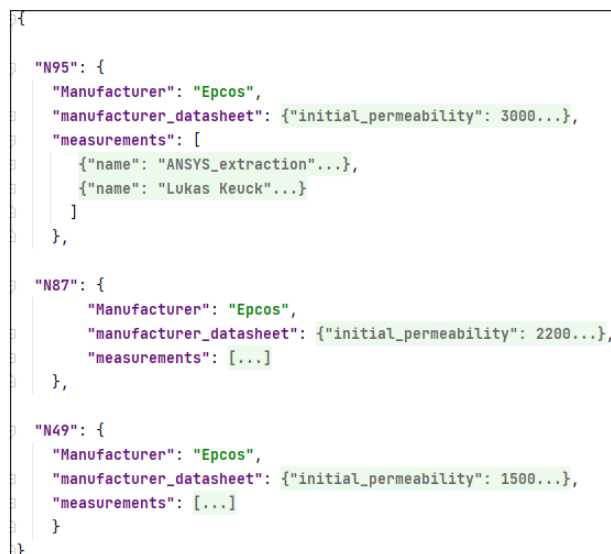 {
"N95": {
"Manufacturer": "Epcos",
"manufacturer_datasheet": {"initial_permeability": 3000...},
"measurements": [
{"name": "ANSYS_extraction"...},
{"name": "Lukas Keuck"...}
]
},
"N87": {
"Manufacturer": "Epcos",
"manufacturer_datasheet": {"initial_permeability": 2200...},
"measurements": [...]
},
"N49": {
"Manufacturer": "Epcos",
"manufacturer_datasheet": {"initial_permeability": 1500...},
"measurements": [...]
}
}